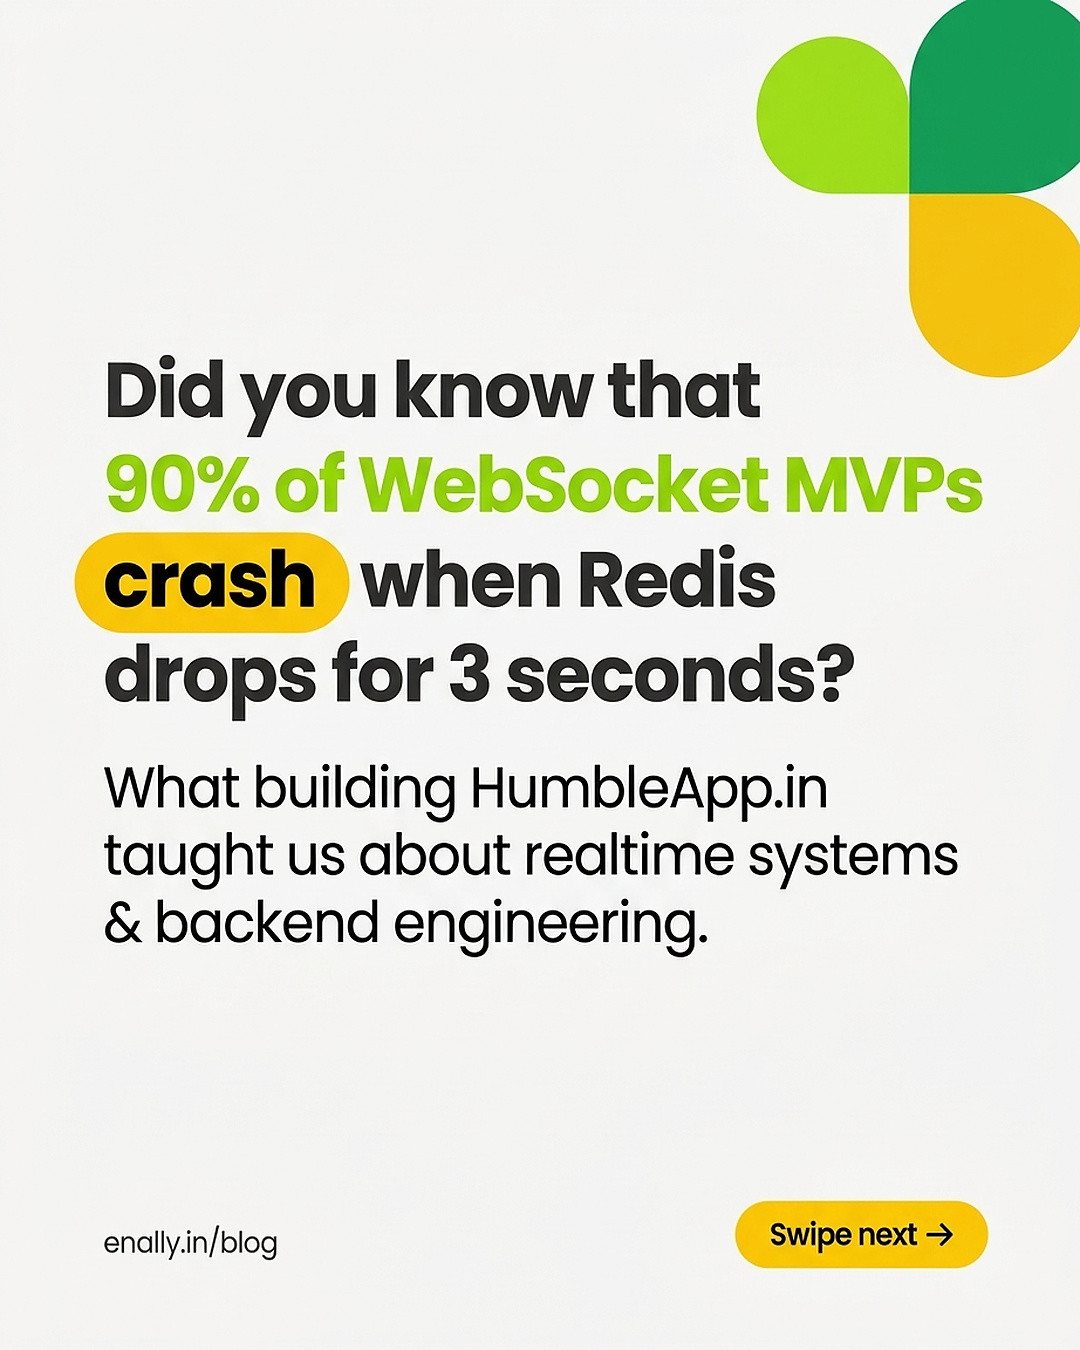 Did you know that
90% of WebSocket MVPs
crash when Redis
drops for 3 seconds?
What building HumbleApp.in
taught us about realtime systems
& backend engineering.
enally.in/blog
Swipe next →